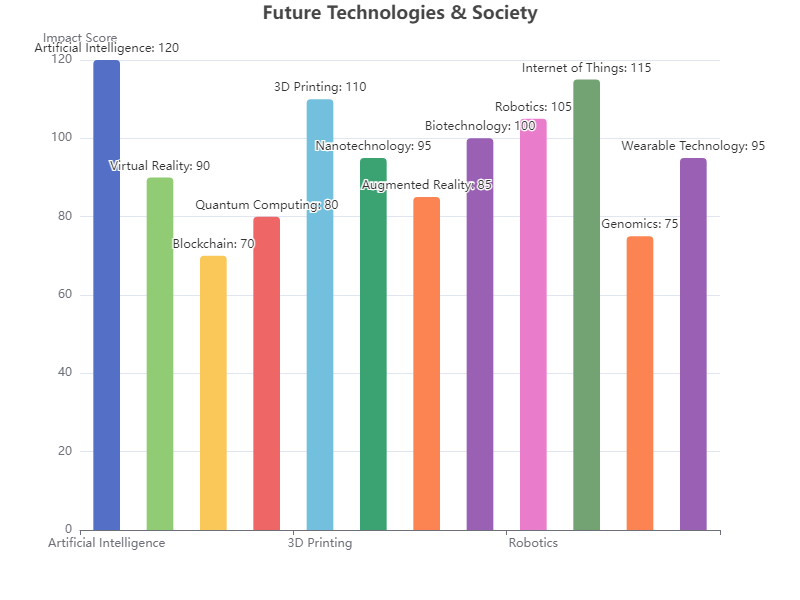 Future Technologies & Society
Impact Score
Artificial Intelligence: 120
Virtual Reality: 90
Blockchain: 70
Quantum Computing: 80
3D Printing: 110
Nanotechnology: 95
Augmented Reality: 85
Biotechnology: 100
Robotics: 105
Internet of Things: 115
Genomics: 75
Wearable Technology: 95
120
100
80
60
40
20
0
Artificial Intelligence
3D Printing
Robotics